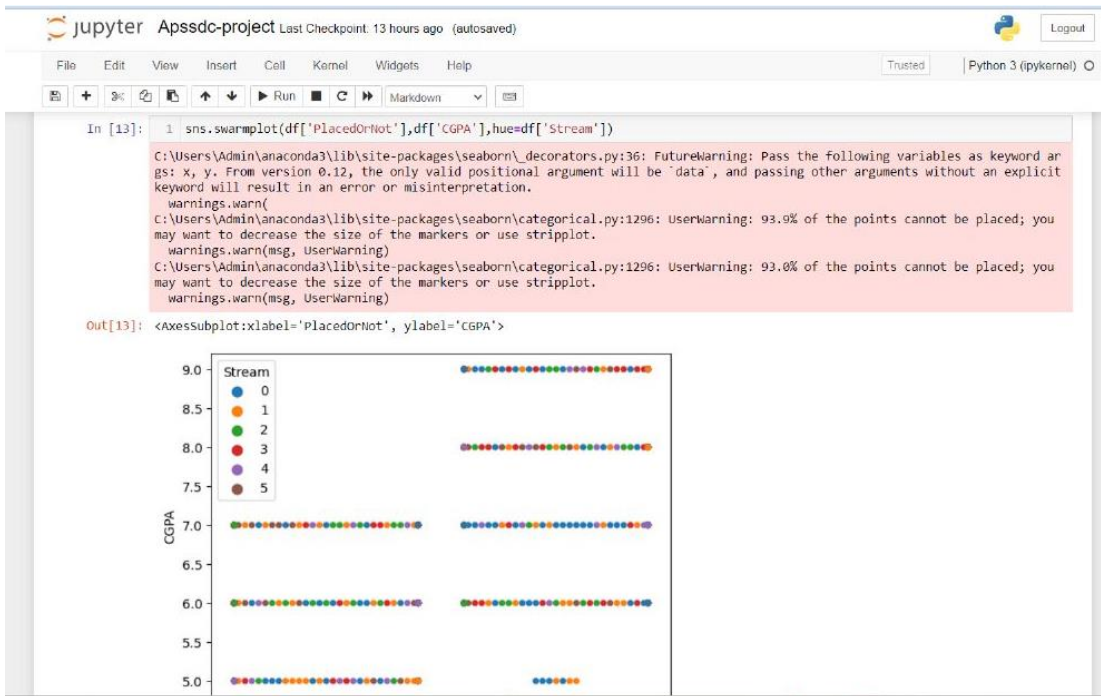 jupyter Apssdc-project Last Checkpoint: 13 hours ago (autosaved)
Logout
File Edit View Insert Cell Kernel Widgets Help
Trusted
Python 3 (ipykernel)
Run
Markdown
In [13]:
1 sns.swarmplot(df['PlacedOrNot'],df['CGPA'],hue=df['Stream'])
C:\Users\Admin\anaconda3\lib\site-packages\seaborn\_decorators.py:36: FutureWarning: Pass the following variables as keyword ar
gs: x, y. From version 0.12, the only valid positional argument will be `data`, and passing other arguments without an explicit
keyword will result in an error or misinterpretation.
warnings.warn(
C:\Users\Admin\anaconda3\lib\site-packages\seaborn\categorical.py:1296: UserWarning: 93.9% of the points cannot be placed; you
may want to decrease the size of the markers or use stripplot.
warnings.warn(msg, UserWarning)
C:\Users\Admin\anaconda3\lib\site-packages\seaborn\categorical.py:1296: UserWarning: 93.0% of the points cannot be placed; you
may want to decrease the size of the markers or use stripplot.
warnings.warn(msg, UserWarning)
Out[13]: <AxesSubplot:xlabel='PlacedOrNot', ylabel='CGPA'>
Stream
0
1
2
3
4
5
CGPA
9.0
8.5
8.0
7.5
7.0
6.5
6.0
5.5
5.0